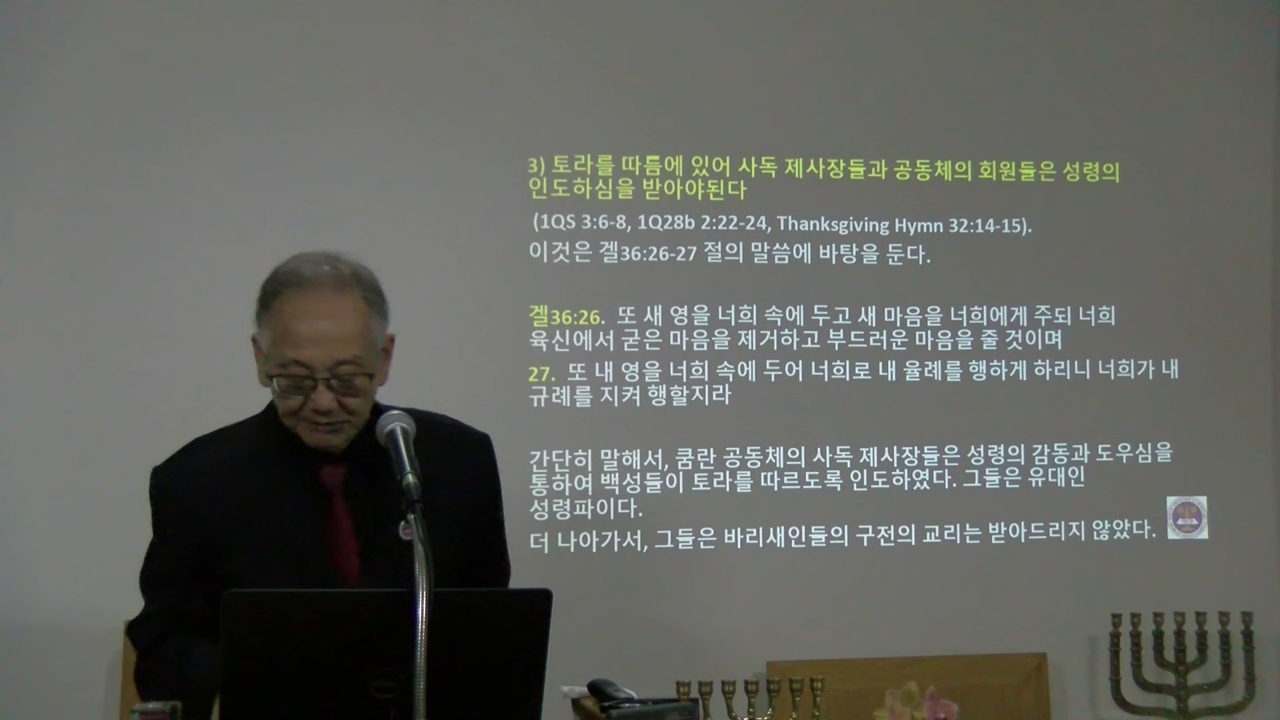 3) 토라를 따름에 있어 사독 제사장들과 공동체의 회원들은 성령의
인도하심을 받아야된다
(1QS 3:6-8, 1Q28b 2:22-24, Thanksgiving Hymn 32:14-15).
이것은 겔36:26-27 절의 말씀에 바탕을 둔다.
겔36:26. 또 새 영을 너희 속에 두고 새 마음을 너희에게 주되 너희
육신에서 굳은 마음을 제거하고 부드러운 마음을 줄 것이며
27. 또 내 영을 너희 속에 두어 너희로 내 율례를 행하게 하리니 너희가 내
규례를 지켜 행할지라
간단히 말해서, 쿰란 공동체의 사독 제사장들은 성령의 감동과 도우심을
통하여 백성들이 토라를 따르도록 인도하였다. 그들은 유대인
성령파이다.
더 나아가서, 그들은 바리새인들의 구전의 교리는 받아드리지 않았다.